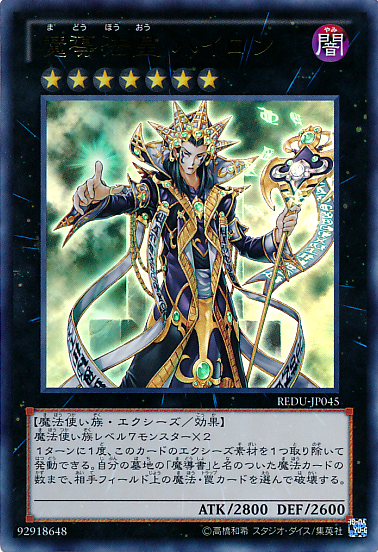 ま どう ほう おう
魔導法皇 ハイロン
やみ
闇
REDU-JP045
【魔法使い族・エクシーズ/効果】
魔法使い族レベル7モンスター×2
1ターンに1度、このカードのエクシーズ素材を1つ取り除いて
発動できる。自分の墓地の「魔導書」と名のついた魔法カードの
数まで、相手フィールド上の魔法・罠カードを選んで破壊する。
ATK/2800 DEF/2600
92918648
©高橋和希 スタジオ・ダイス/集英社